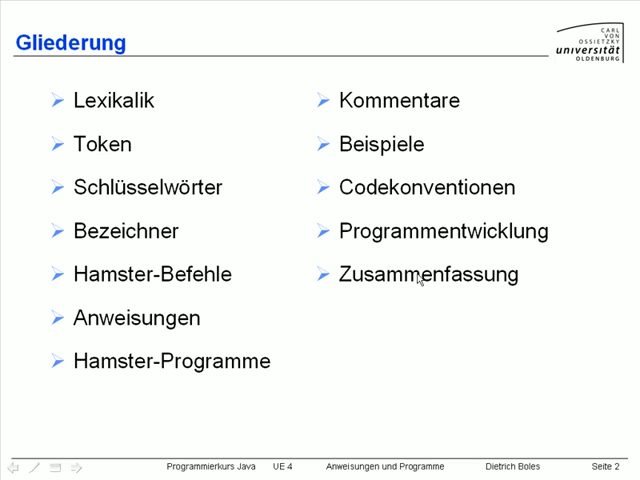 Gliederung
CARL
VON
OSSIETZKY
universität
OLDENBURG
Lexikalik
Token
Schlüsselwörter
Bezeichner
Hamster-Befehle
Anweisungen
Hamster-Programme
Kommentare
Beispiele
Codekonventionen
Programmentwicklung
Zusammenfassung
Programmierkurs Java UE 4 Anweisungen und Programme Dietrich Boles Seite 2